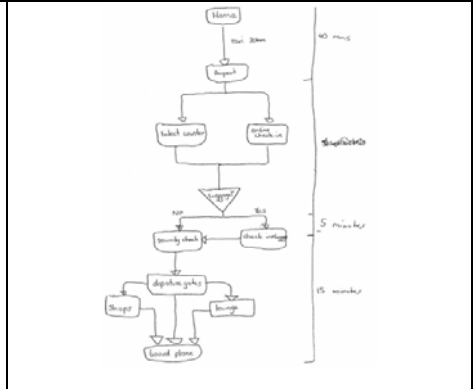 Home
40 mins
taxi
Airport
ticket counter
online
check-in
luggage?
No
Yes
5 minutes
security check
check in luggage
departure gates
15 minutes
Shops
lounge
board plane